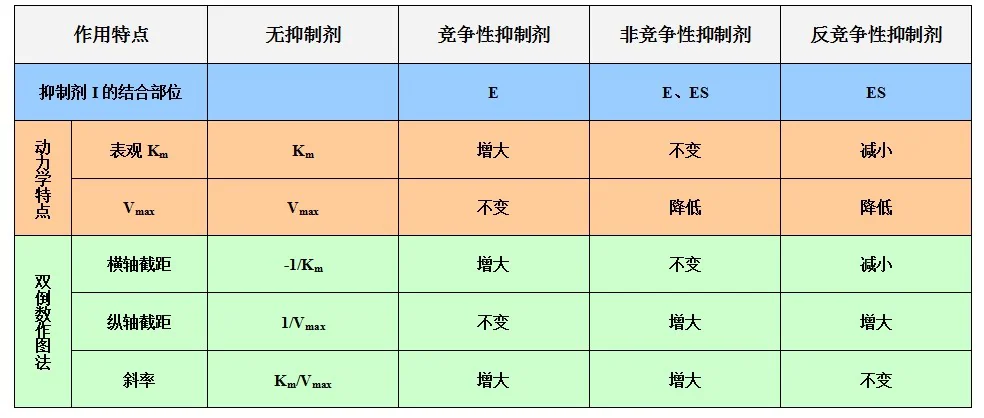 作用特点 无抑制剂 竞争性抑制剂 非竞争性抑制剂 反竞争性抑制剂
抑制剂 I 的结合部位 E E、ES ES
动力学特点
表观 Km Km 增大 不变 减小
Vmax Vmax 不变 降低 降低
双倒数作图法
横轴截距 -1/Km 增大 不变 减小
纵轴截距 1/Vmax 不变 增大 增大
斜率 Km/Vmax 增大 增大 不变